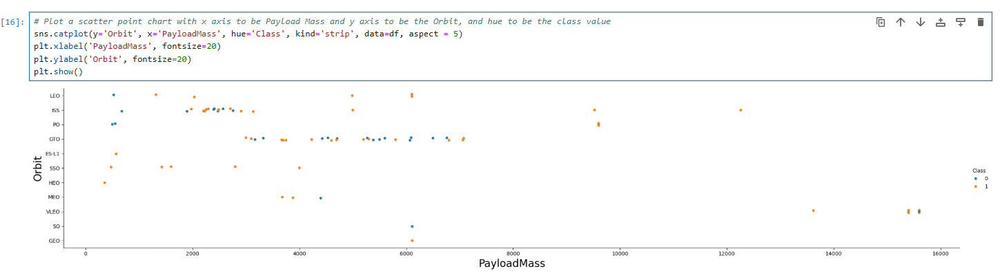 [16]:
# Plot a scatter point chart with x axis to be Payload Mass and y axis to be the Orbit, and hue to be the class value
sns.catplot(y='Orbit', x='PayloadMass', hue='Class', kind='strip', data=df, aspect = 5)
plt.xlabel('PayloadMass', fontsize=20)
plt.ylabel('Orbit', fontsize=20)
plt.show()
LEO
ISS
PO
GTO
ES-L1
SSO
HEO
MEO
VLEO
SO
GEO
Orbit
Class
0
1
0 2000 4000 6000 8000 10000 12000 14000 16000
PayloadMass